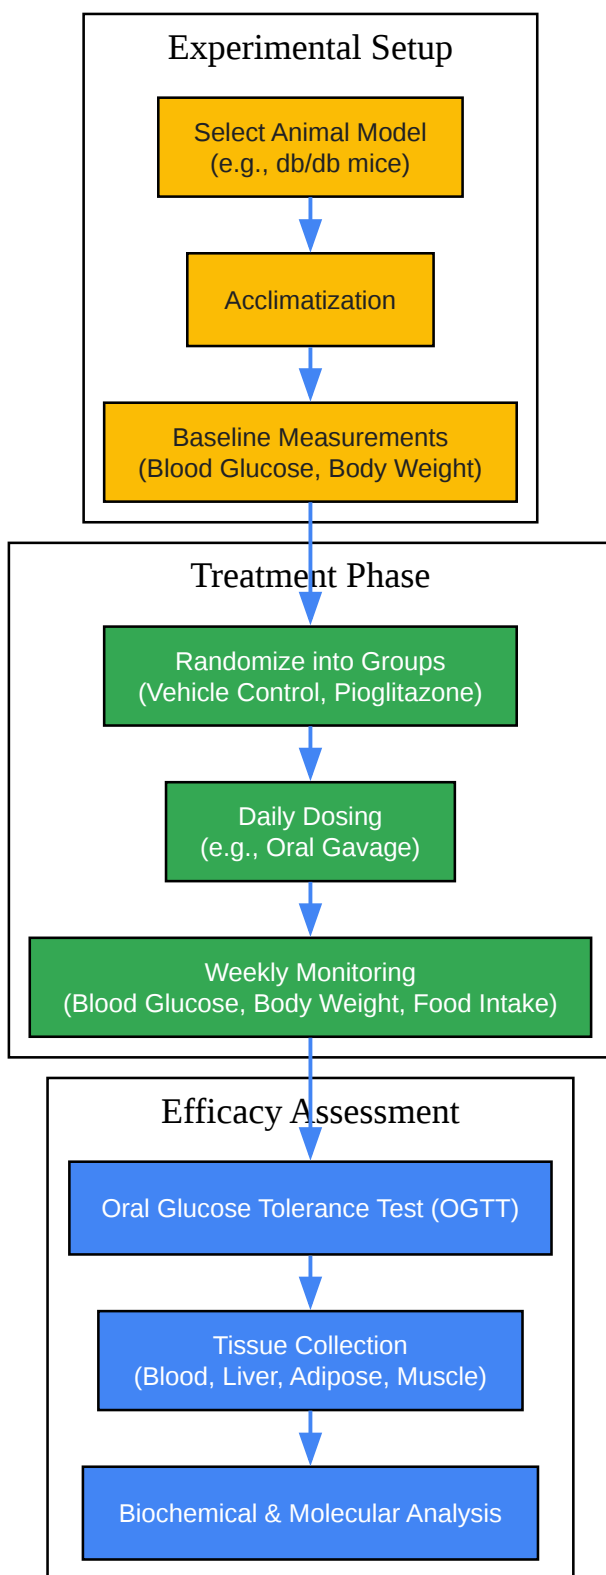 Experimental Setup
Select Animal Model
(e.g., db/db mice)
Acclimatization
Baseline Measurements
(Blood Glucose, Body Weight)
Treatment Phase
Randomize into Groups
(Vehicle Control, Pioglitazone)
Daily Dosing
(e.g., Oral Gavage)
Weekly Monitoring
(Blood Glucose, Body Weight, Food Intake)
Efficacy Assessment
Oral Glucose Tolerance Test (OGTT)
Tissue Collection
(Blood, Liver, Adipose, Muscle)
Biochemical & Molecular Analysis